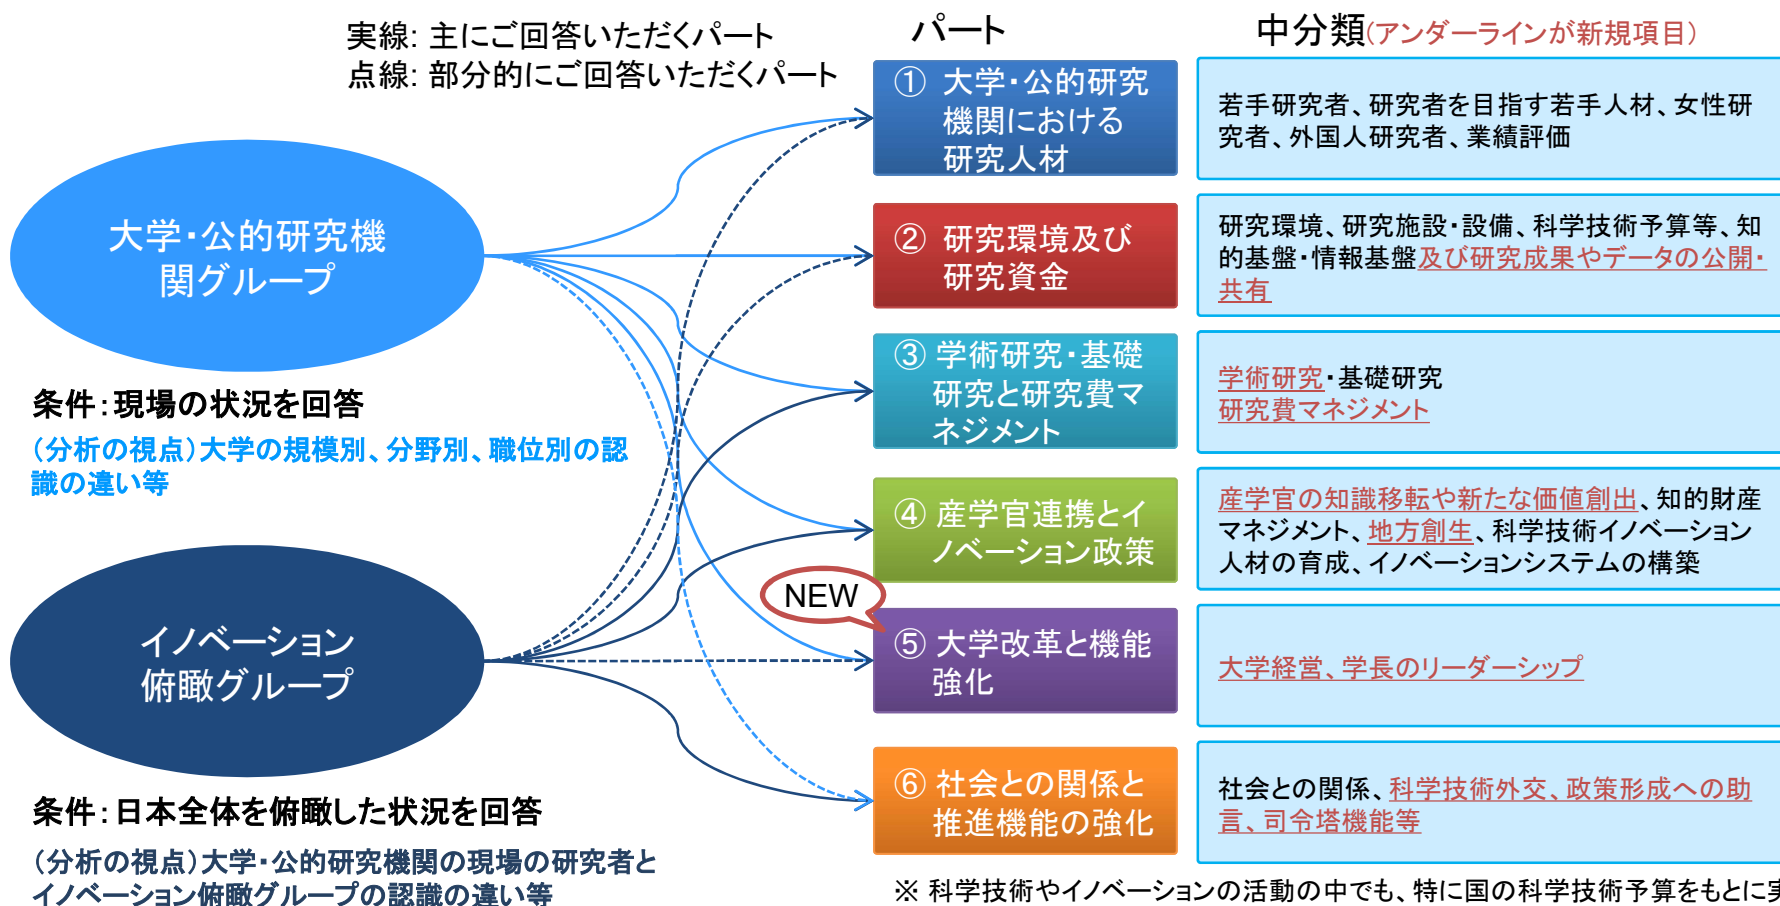 実線: 主にご回答いただくパート
点線: 部分的にご回答いただくパート
パート
中分類(アンダーラインが新規項目)
大学・公的研究機
関グループ
条件:現場の状況を回答
(分析の視点)大学の規模別、分野別、職位別の認
識の違い等
イノベーション
俯瞰グループ
条件:日本全体を俯瞰した状況を回答
(分析の視点)大学・公的研究機関の現場の研究者と
イノベーション俯瞰グループの認識の違い等
① 大学・公的研究
機関における
研究人材
若手研究者、研究者を目指す若手人材、女性研
究者、外国人研究者、業績評価
② 研究環境及び
研究資金
研究環境、研究施設・設備、科学技術予算等、知
的基盤・情報基盤及び研究成果やデータの公開・
共有
③ 学術研究・基礎
研究と研究費マ
ネジメント
学術研究・基礎研究
研究費マネジメント
④ 産学官連携とイ
ノベーション政策
産学官の知識移転や新たな価値創出、知的財産
マネジメント、地方創生、科学技術イノベーション
人材の育成、イノベーションシステムの構築
NEW
⑤ 大学改革と機能
強化
大学経営、学長のリーダーシップ
⑥ 社会との関係と
推進機能の強化
社会との関係、科学技術外交、政策形成への助
言、司令塔機能等
※ 科学技術やイノベーションの活動の中でも、特に国の科学技術予算をもとに実